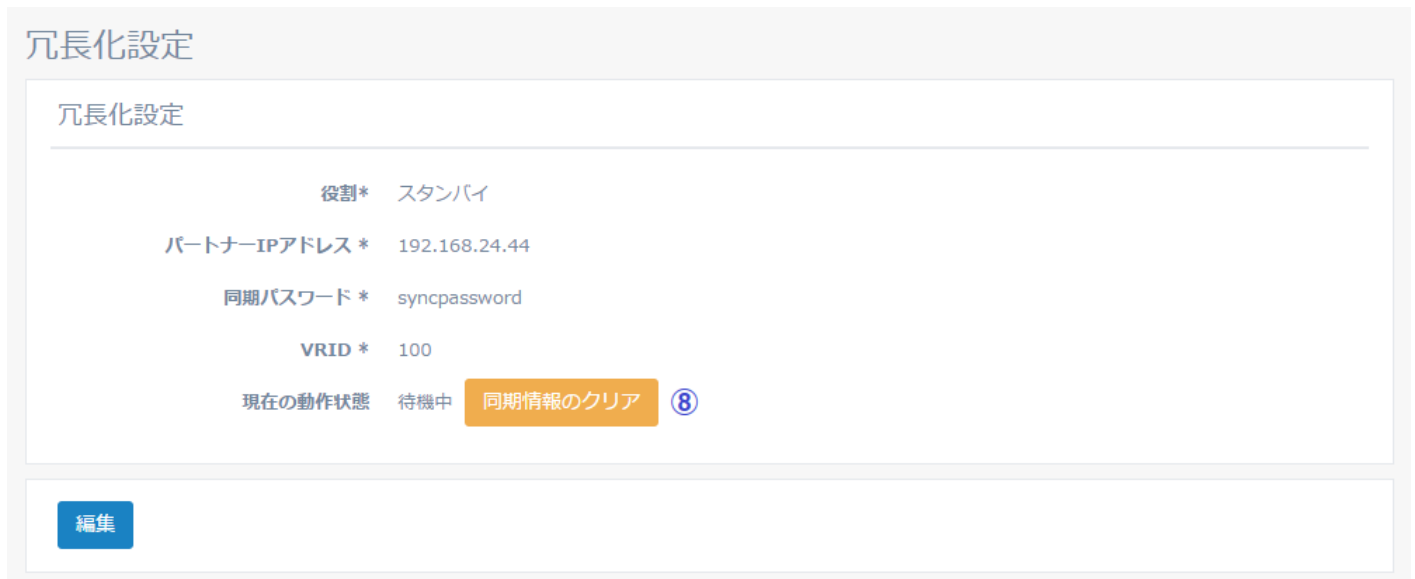 冗長化設定
冗長化設定
役割* スタンバイ
パートナーIPアドレス * 192.168.24.44
同期パスワード * syncpassword
VRID * 100
現在の動作状態 待機中 同期情報のクリア ⑧
編集